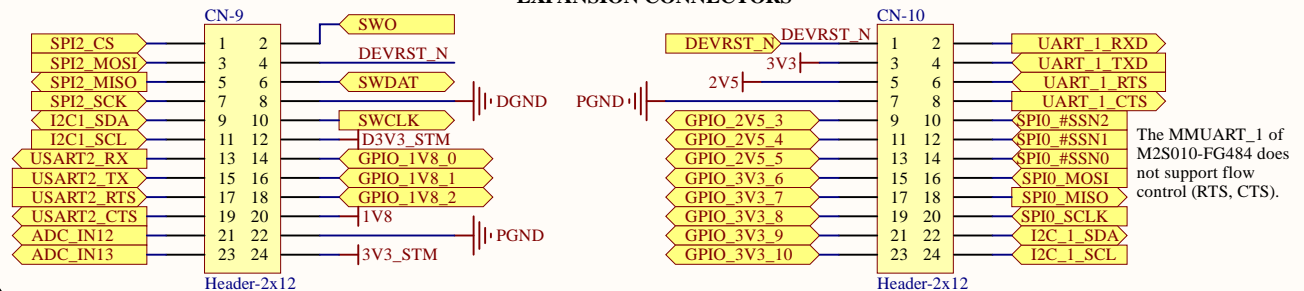 EXPANSION CONNECTORS
CN-9
SWO
SPI2_CS 1 2
SPI2_MOSI 3 4 DEVRST_N
SPI2_MISO 5 6 SWDAT
SPI2_SCK 7 8 DGND
I2C1_SDA 9 10 SWCLK
I2C1_SCL 11 12 D3V3_STM
USART2_RX 13 14 GPIO_1V8_0
USART2_TX 15 16 GPIO_1V8_1
USART2_RTS 17 18 GPIO_1V8_2
USART2_CTS 19 20 1V8
ADC_IN12 21 22 PGND
ADC_IN13 23 24 3V3_STM
Header-2x12
CN-10
DEVRST_N DEVRST_N 1 2 UART_1_RXD
3V3 3 4 UART_1_TXD
2V5 5 6 UART_1_RTS
PGND 7 8 UART_1_CTS
GPIO_2V5_3 9 10 SPI0_#SSN2
GPIO_2V5_4 11 12 SPI0_#SSN1
GPIO_2V5_5 13 14 SPI0_#SSN0
GPIO_3V3_6 15 16 SPI0_MOSI
GPIO_3V3_7 17 18 SPI0_MISO
GPIO_3V3_8 19 20 SPI0_SCLK
GPIO_3V3_9 21 22 I2C_1_SDA
GPIO_3V3_10 23 24 I2C_1_SCL
Header-2x12
The MMUART_1 of
M2S010-FG484 does
not support flow
control (RTS, CTS).